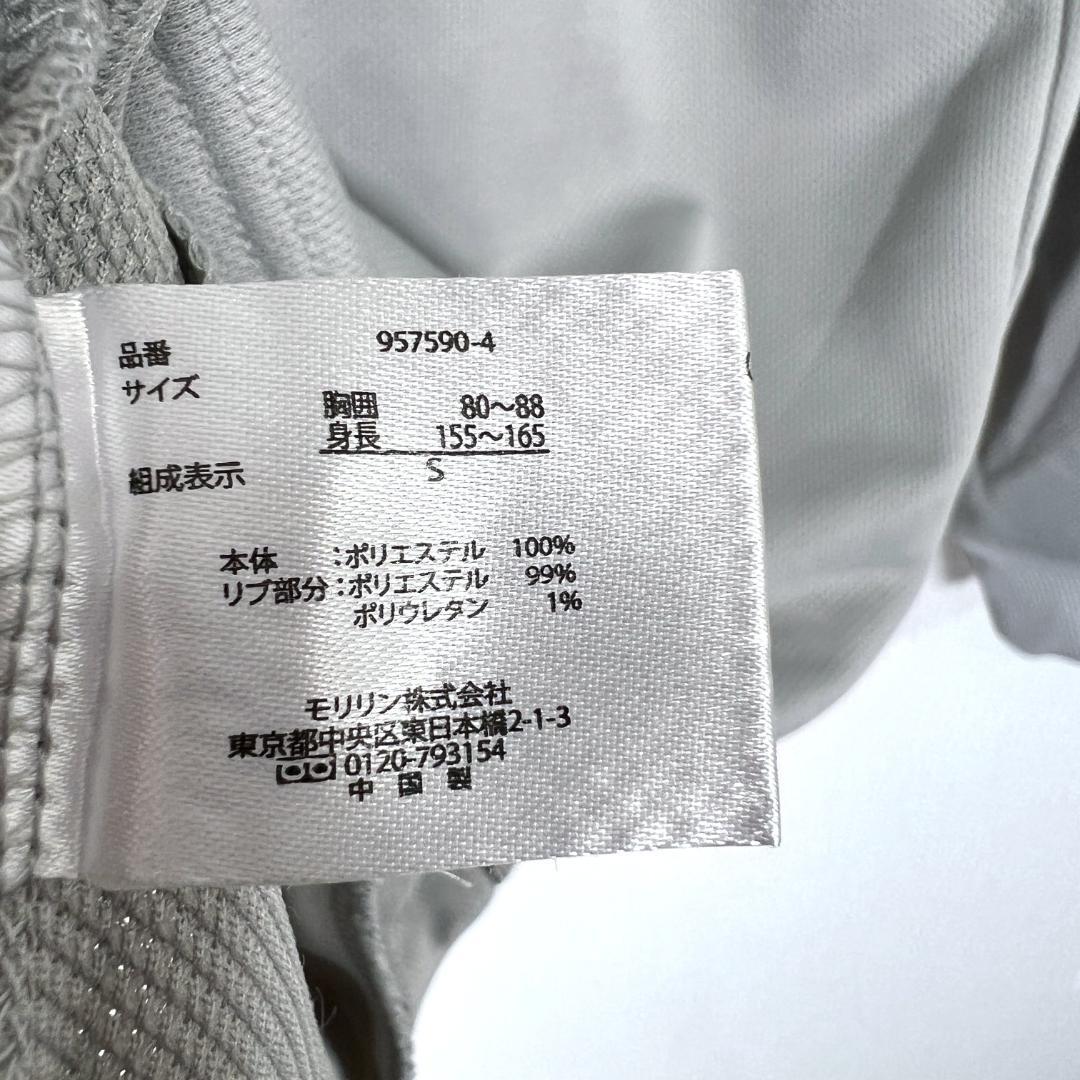 品番 957590-4
サイズ
胸囲 80～88
身長 155～165
S
組成表示
本体 :ポリエステル 100%
リブ部分:ポリエステル 99%
ポリウレタン 1%
モリリン株式会社
東京都中央区東日本橋2-1-3
0120-793154
中国製